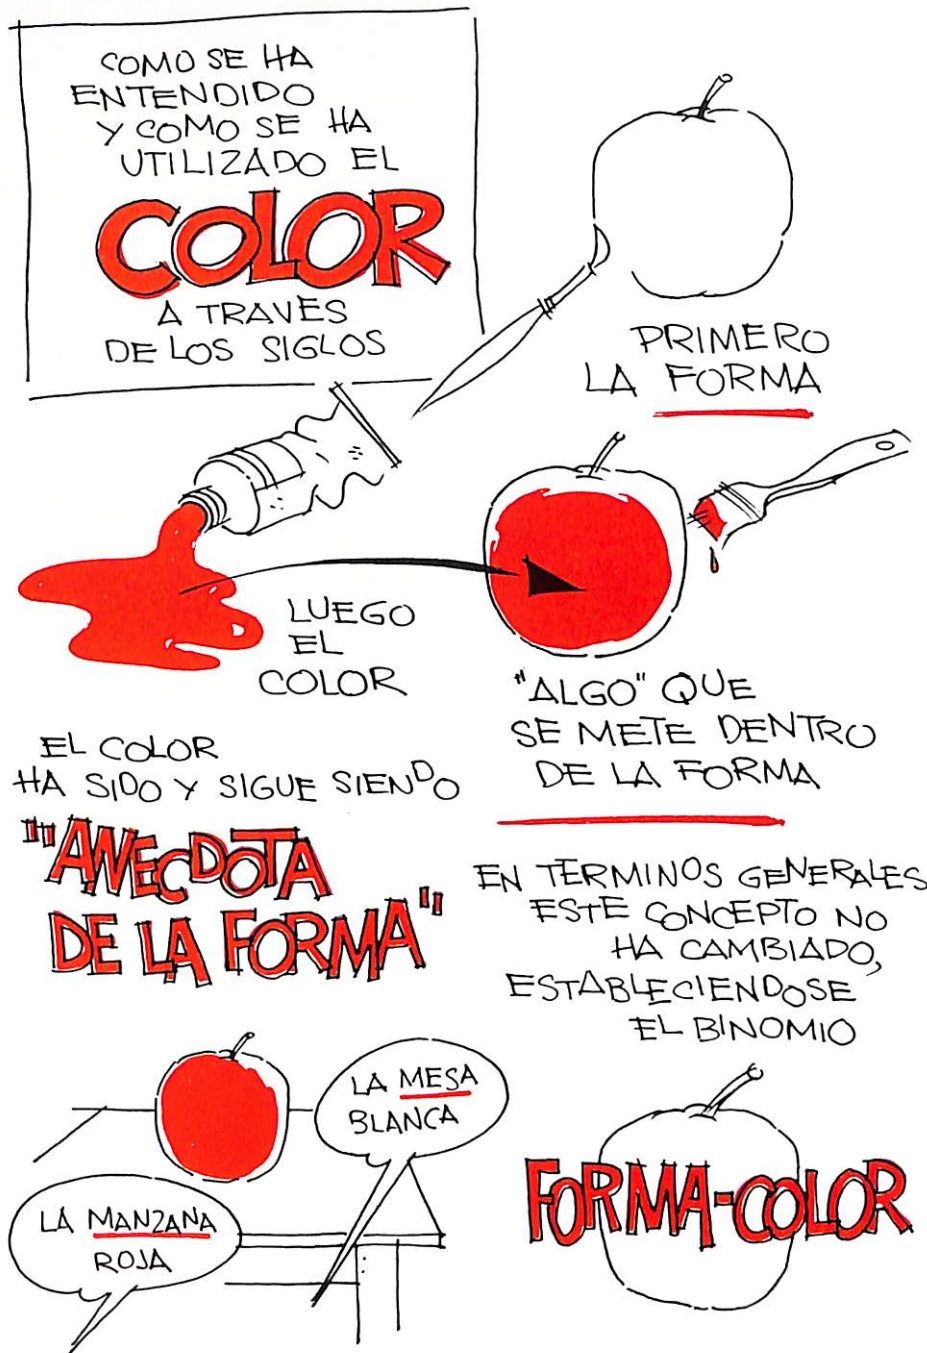 COMO SE HA
ENTENDIDO
Y COMO SE HA
UTILIZADO EL
COLOR
A TRAVES
DE LOS SIGLOS
PRIMERO
LA FORMA
LUEGO
EL
COLOR
"ALGO" QUE
SE METE DENTRO
DE LA FORMA
EL COLOR
HA SIDO Y SIGUE SIENDO
"ANECDOTA
DE LA FORMA"
EN TERMINOS GENERALES
ESTE CONCEPTO NO
HA CAMBIADO,
ESTABLECIENDOSE
EL BINOMIO
LA MESA
BLANCA
LA MANZANA
ROJA
FORMA-COLOR